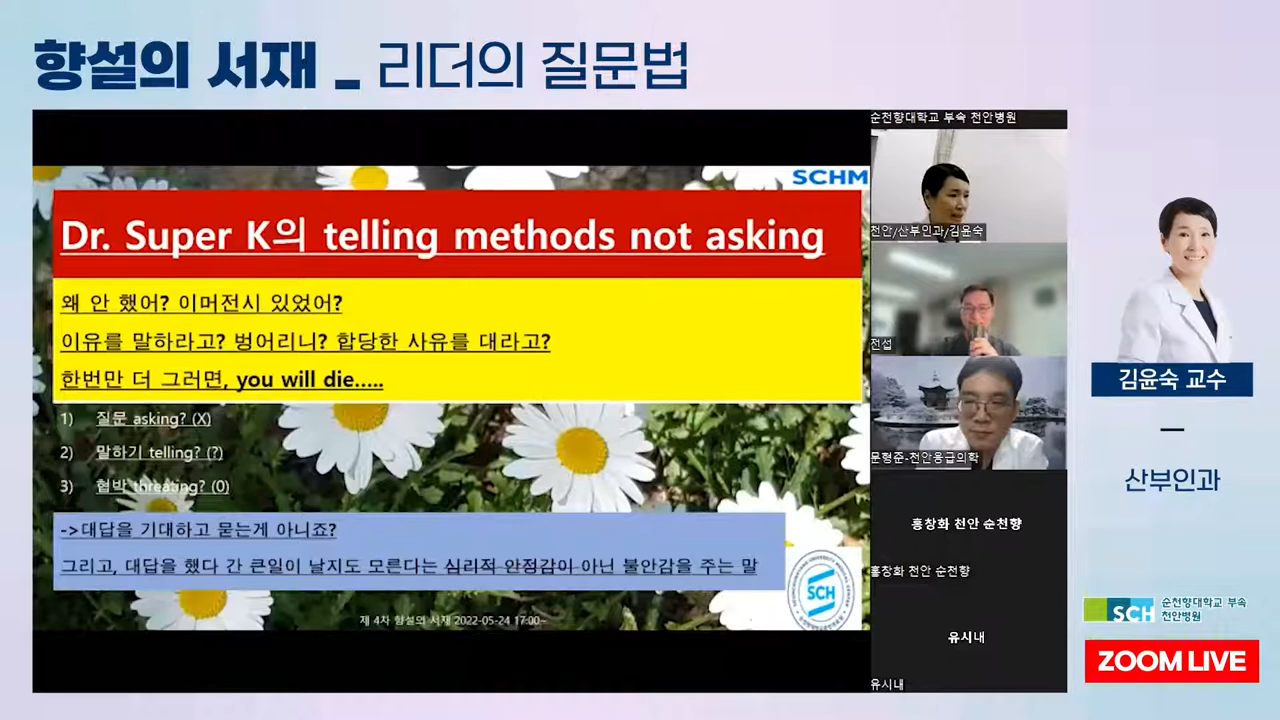 향설의 서재 _ 리더의 질문법
순천향대학교 부속 천안병원
SCHM
Dr. Super K의 telling methods not asking
왜 안 했어? 이머전시 있었어?
이유를 말하라고? 벙어리니? 합당한 사유를 대라고?
한번만 더 그러면, you will die.....
1) 질문 asking? (X)
2) 말하기 telling? (?)
3) 협박 threating? (0)
->대답을 기대하고 묻는게 아니죠?
그리고, 대답을 했다 간 큰일이 날지도 모른다는 심리적 안정감이 아닌 불안감을 주는 말
SCH
제 4차 향설의 서재 2022-05-24 17:00~
천안/산부인과/김윤숙
전섭
문형준-천안응급의학
홍창화 천안 순천향
홍창화 천안 순천향
유시내
유시내
김윤숙 교수
산부인과
SCH 순천향대학교 부속
천안병원
ZOOM LIVE